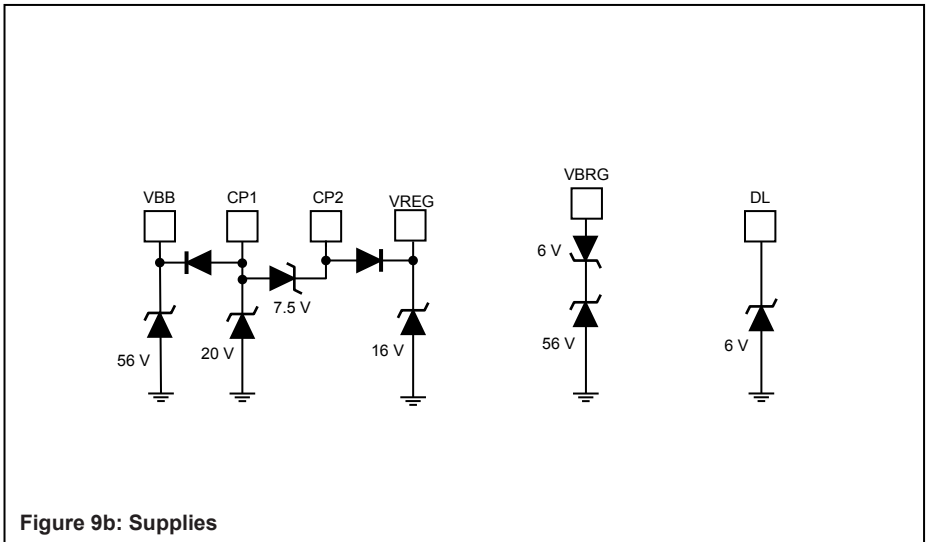 VBB
CP1
CP2
VREG
7.5 V
56 V
20 V
16 V
VBRG
6 V
56 V
DL
6 V
Figure 9b: Supplies